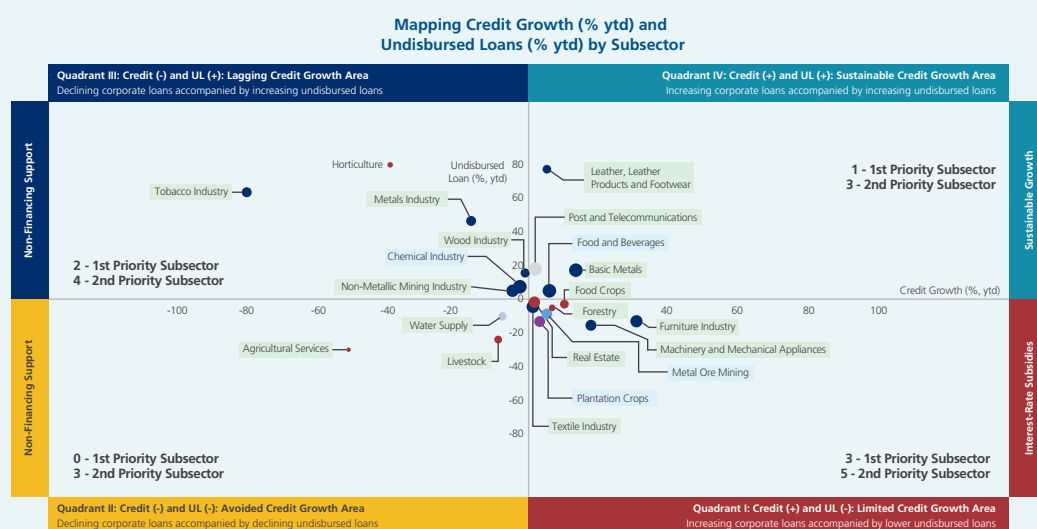 Mapping Credit Growth (% ytd) and
Undisbursed Loans (% ytd) by Subsector
Quadrant III: Credit (-) and UL (+): Lagging Credit Growth Area
Declining corporate loans accompanied by increasing undisbursed loans
Quadrant IV: Credit (+) and UL (+): Sustainable Credit Growth Area
Increasing corporate loans accompanied by increasing undisbursed loans
Non-Financing Support
Sustainable Growth
Horticulture
Undisbursed
Loan (%, ytd)
80
Leather, Leather
Products and Footwear
1 - 1st Priority Subsector
3 - 2nd Priority Subsector
Tobacco Industry
Metals Industry
60
Post and Telecommunications
40
Wood Industry
Food and Beverages
Chemical Industry
2 - 1st Priority Subsector
4 - 2nd Priority Subsector
20
Basic Metals
Non-Metallic Mining Industry
Food Crops
0
Credit Growth (%, ytd)
-100
-80
-60
-40
-20
Forestry
40
60
80
100
Water Supply
-20
Furniture Industry
Agricultural Services
Livestock
Machinery and Mechanical Appliances
Real Estate
-40
Metal Ore Mining
-60
Plantation Crops
-80
Textile Industry
Non-Financing Support
Interest-Rate Subsidies
0 - 1st Priority Subsector
3 - 2nd Priority Subsector
3 - 1st Priority Subsector
5 - 2nd Priority Subsector
Quadrant II: Credit (-) and UL (-): Avoided Credit Growth Area
Declining corporate loans accompanied by declining undisbursed loans
Quadrant I: Credit (+) and UL (-): Limited Credit Growth Area
Increasing corporate loans accompanied by lower undisbursed loans